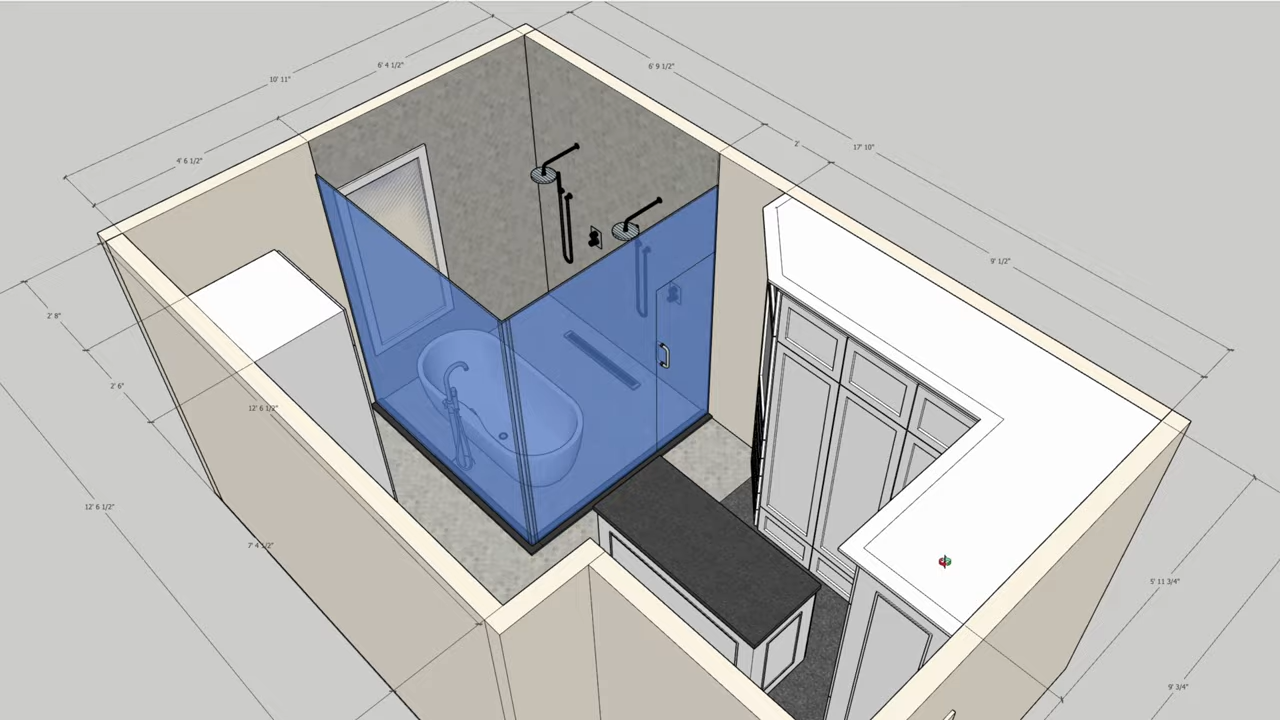 10' 11"
6' 4 1/2"
6' 9 1/2"
2'
17' 10"
4' 6 1/2"
9' 1/2"
2' 8"
2' 6"
12' 6 1/2"
12' 6 1/2"
7' 4 1/2"
5' 11 3/4"
9' 3/4"